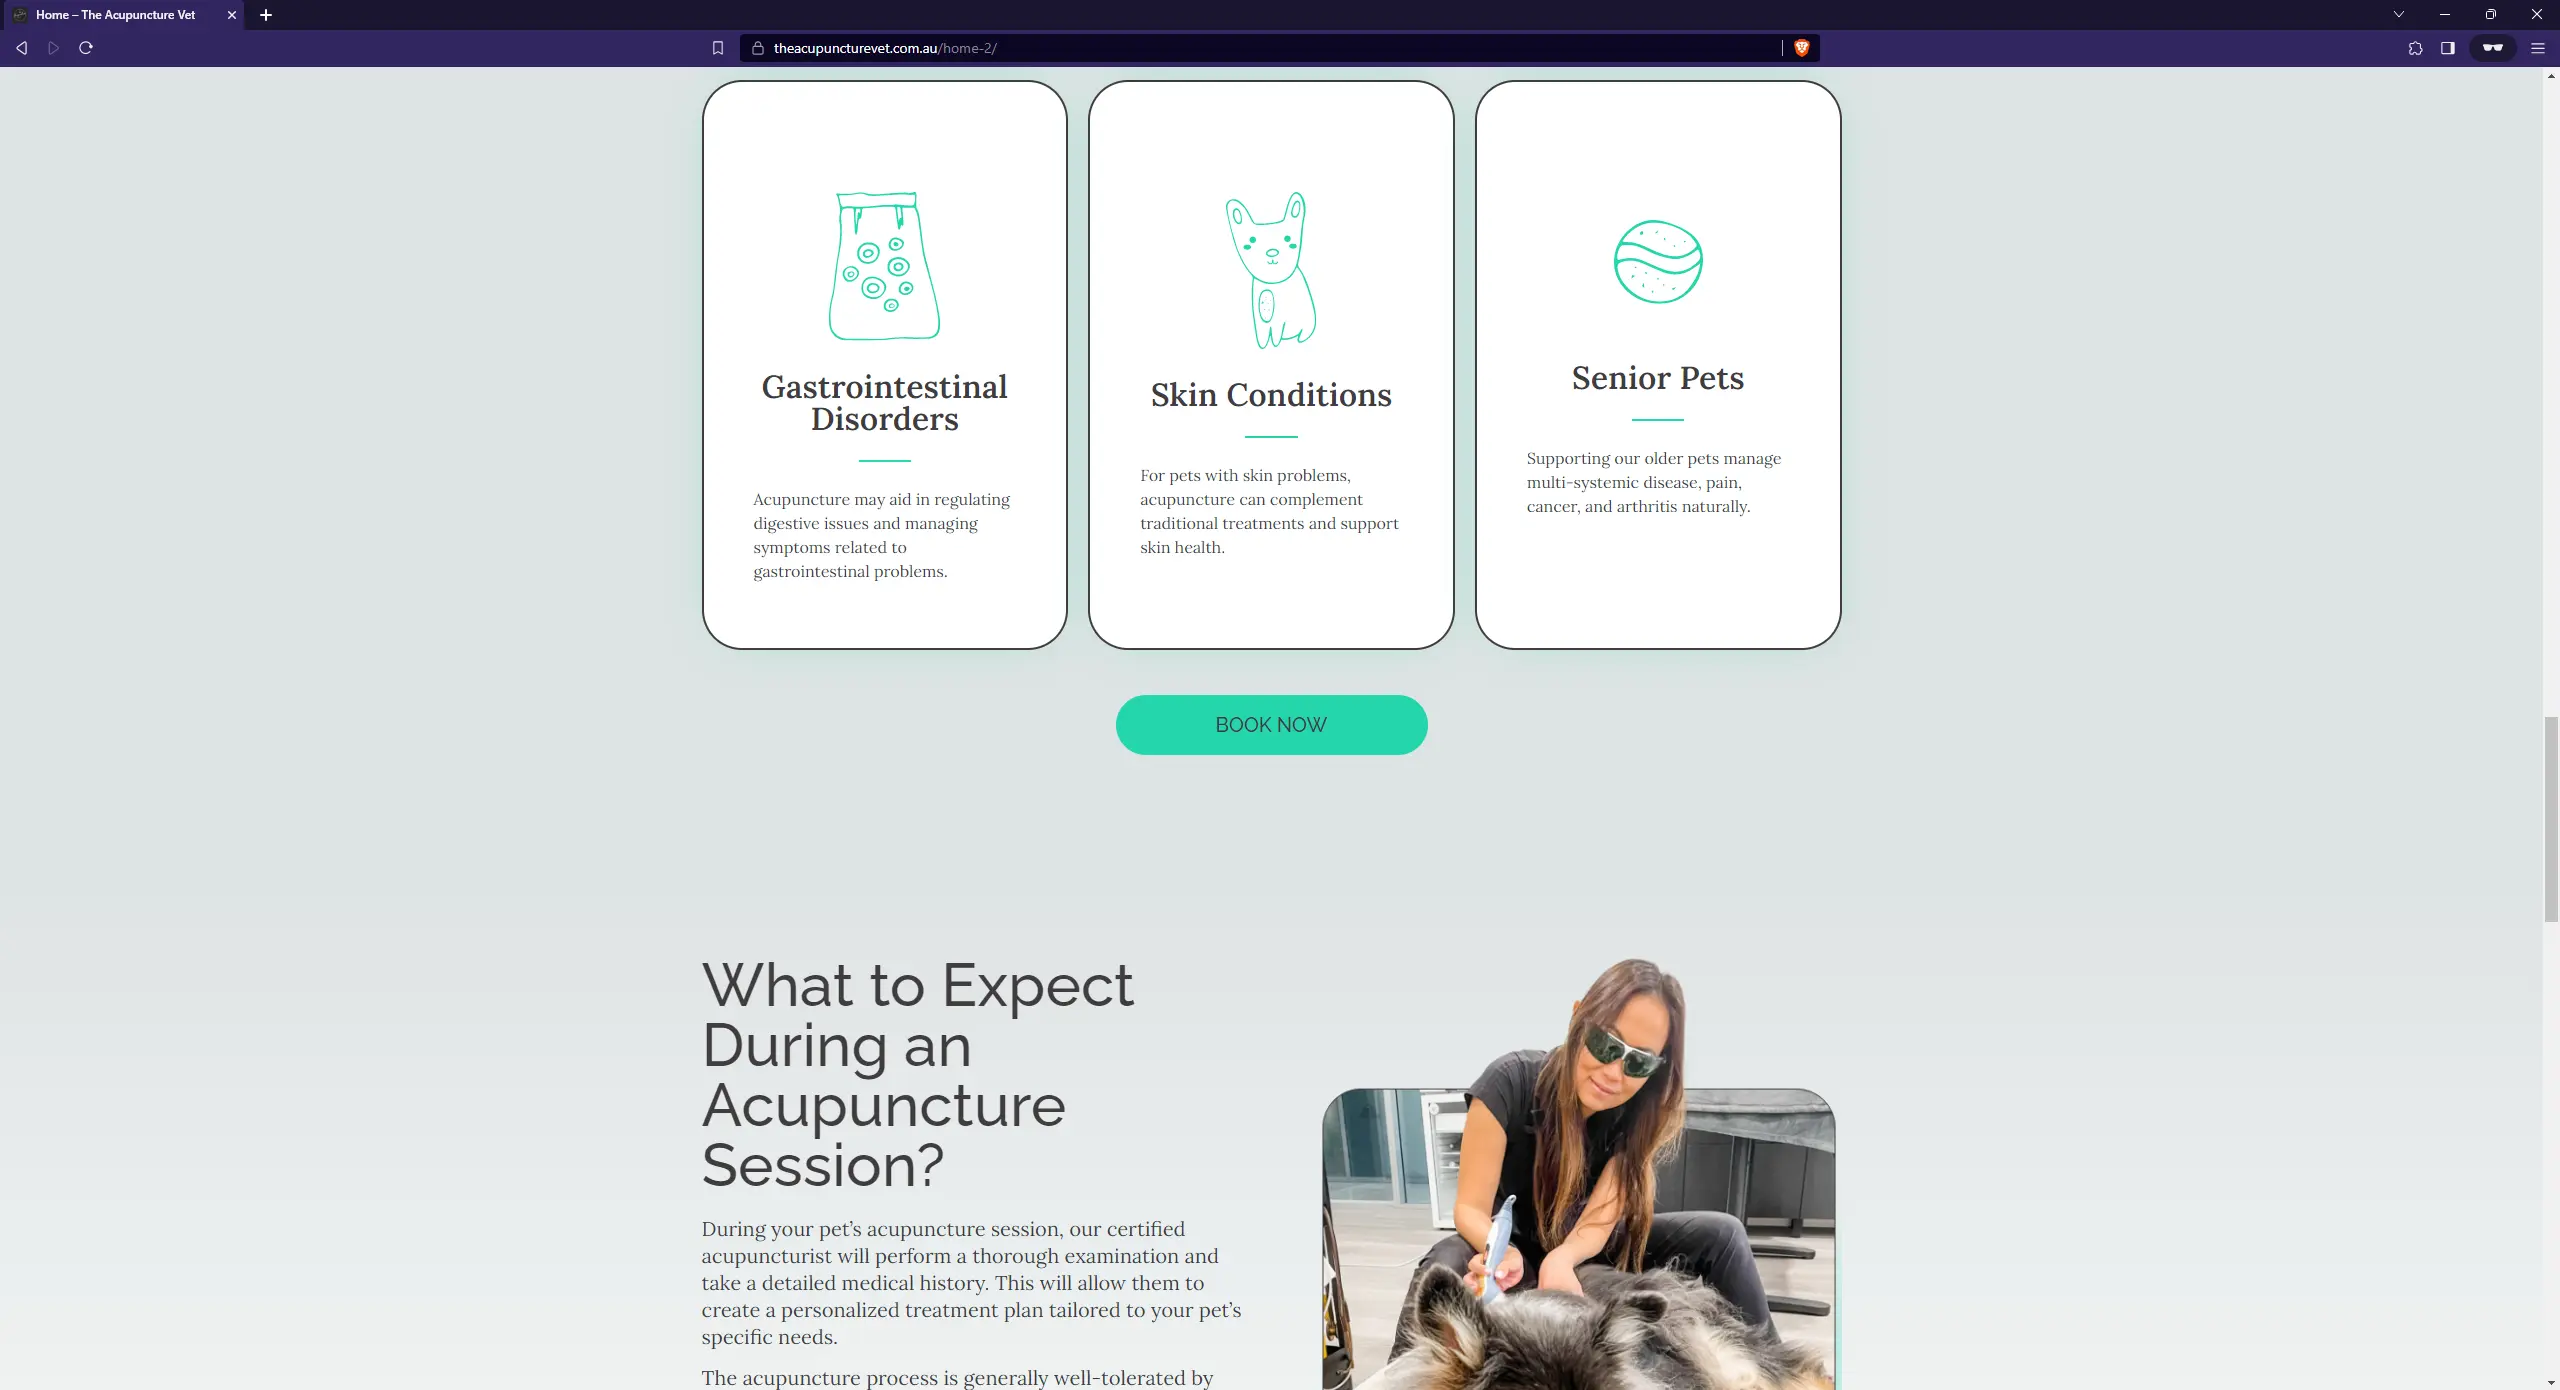 Home – The Acupuncture Vet
theacupuncturevet.com.au/home-2/
Gastrointestinal
Disorders
Acupuncture may aid in regulating
digestive issues and managing
symptoms related to
gastrointestinal problems.
Skin Conditions
For pets with skin problems,
acupuncture can complement
traditional treatments and support
skin health.
Senior Pets
Supporting our older pets manage
multi-systemic disease, pain,
cancer, and arthritis naturally.
BOOK NOW
What to Expect
During an
Acupuncture
Session?
During your pet’s acupuncture session, our certified
acupuncturist will perform a thorough examination and
take a detailed medical history. This will allow them to
create a personalized treatment plan tailored to your pet’s
specific needs.
The acupuncture process is generally well-tolerated by